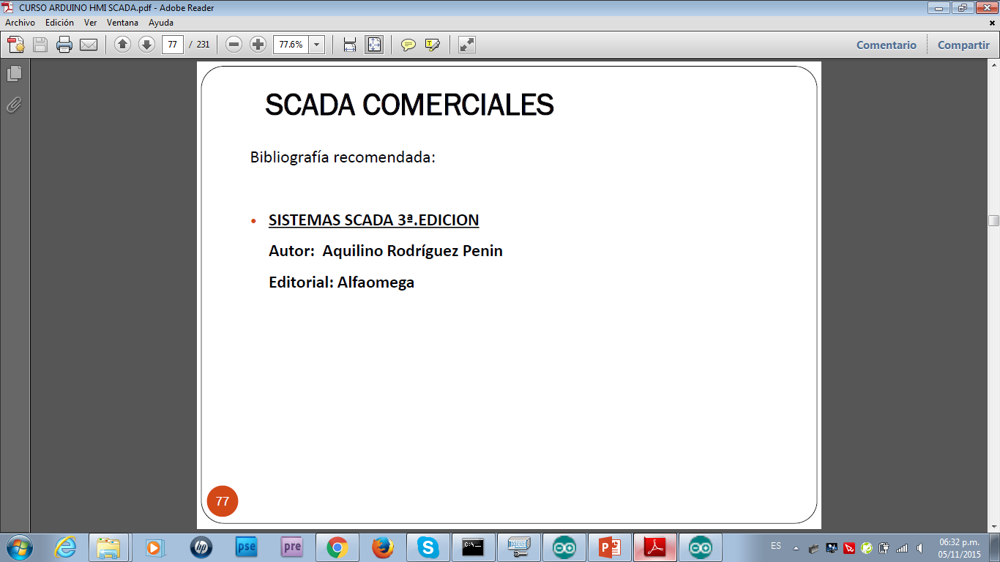 CURSO ARDUINO HMI SCADA.pdf - Adobe Reader
Archivo Edición Ver Ventana Ayuda
77 / 231 77.6% Comentario Compartir
SCADA COMERCIALES
Bibliografía recomendada:
• SISTEMAS SCADA 3ª.EDICION
Autor: Aquilino Rodríguez Penin
Editorial: Alfaomega
77
hp pse pre C:\ ES
06:32 p.m.
05/11/2015